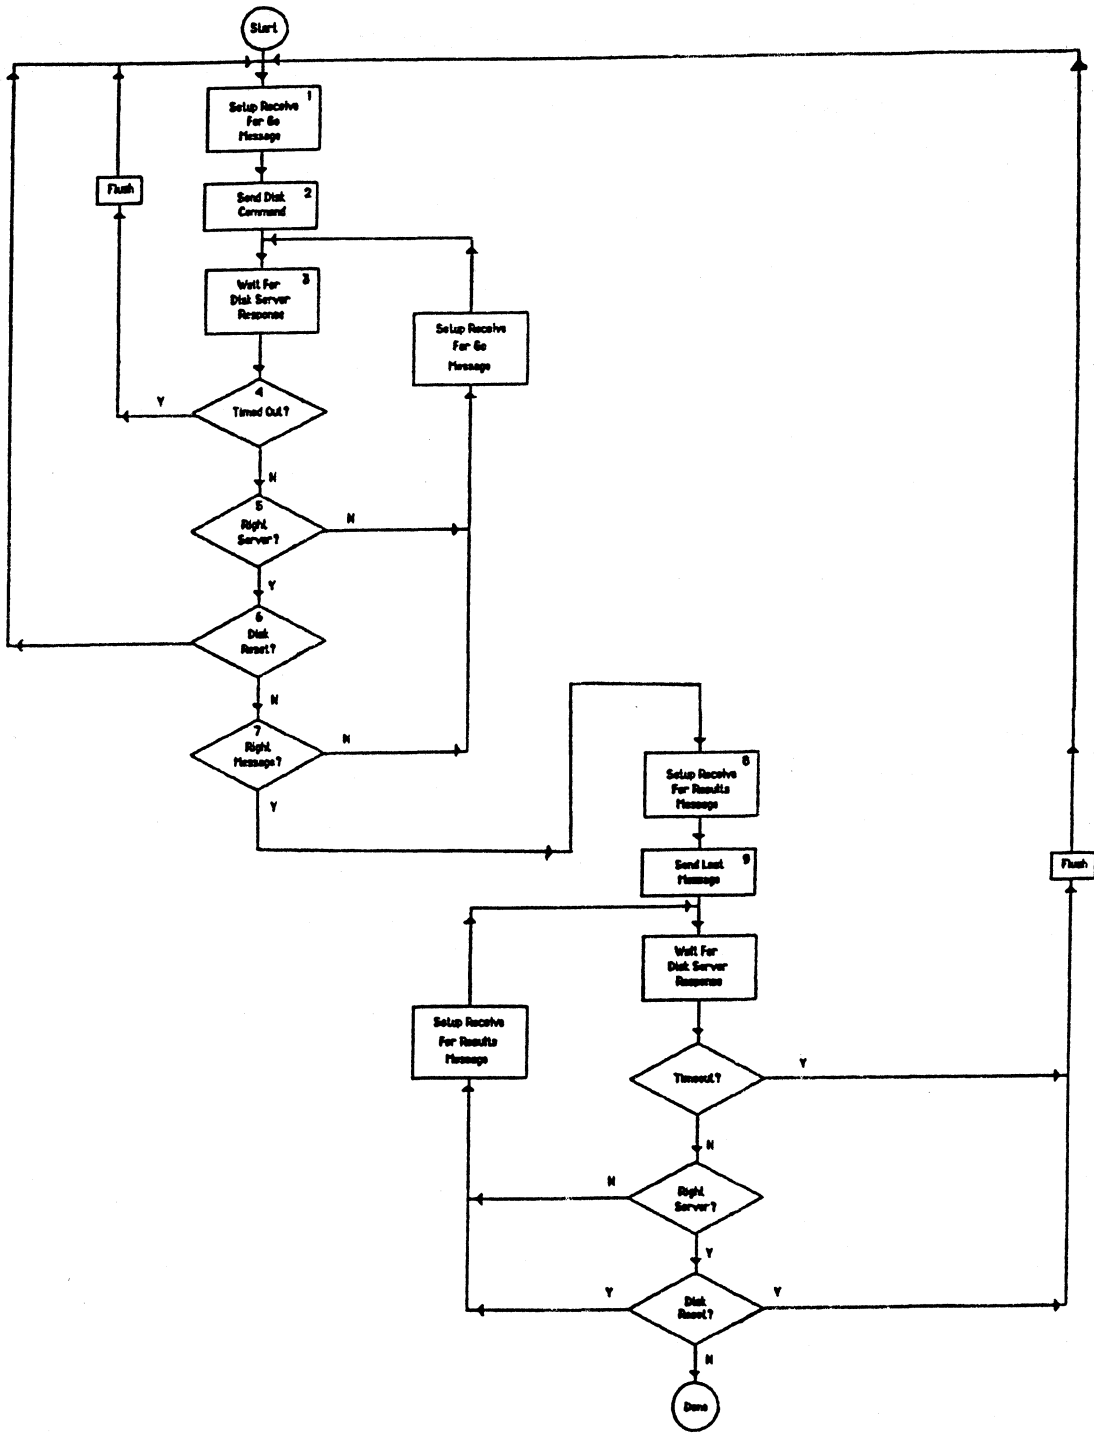 Start
1
Setup Receive
For Go
Message
Flush
2
Send Disk
Command
3
Wait For
Disk Server
Response
Setup Receive
For Go
Message
4
Timed Out?
Y
N
5
Right
Server?
N
Y
6
Disk
Reset?
N
7
Right
Message?
N
Y
8
Setup Receive
For Results
Message
9
Send Last
Message
Flush
Wait For
Disk Server
Response
Setup Receive
For Results
Message
Timeout?
Y
N
Right
Server?
N
Y
Disk
Reset?
Y
Y
N
Done